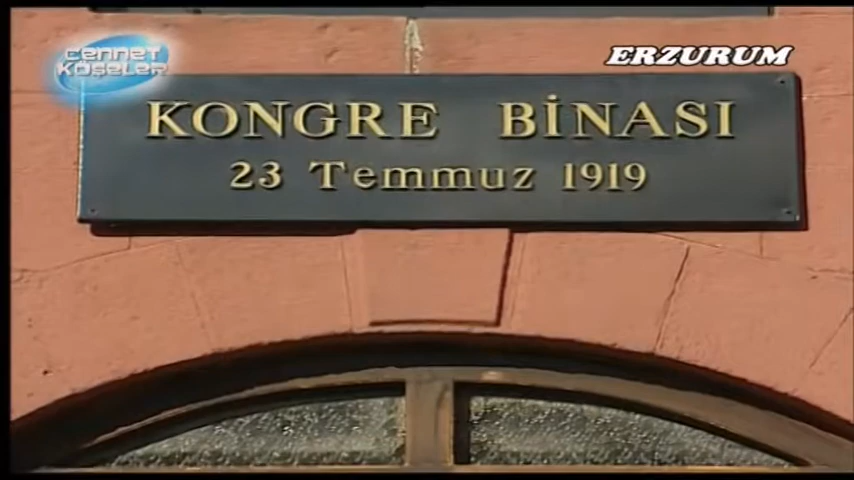 CENNET
KÖŞELER
ERZURUM
KONGRE BİNASI
23 Temmuz 1919